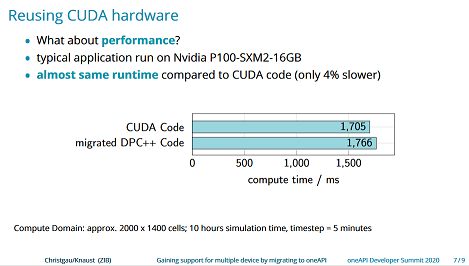 Reusing CUDA hardware
• What about performance?
• typical application run on Nvidia P100-SXM2-16GB
• almost same runtime compared to CUDA code (only 4% slower)
CUDA Code 1,705
migrated DPC++ Code 1,766
0 500 1,000 1,500
compute time / ms
Compute Domain: approx. 2000 x 1400 cells; 10 hours simulation time, timestep = 5 minutes
Christgau/Knaust (ZIB) Gaining support for multiple device by migrating to oneAPI oneAPI Developer Summit 2020 7/9